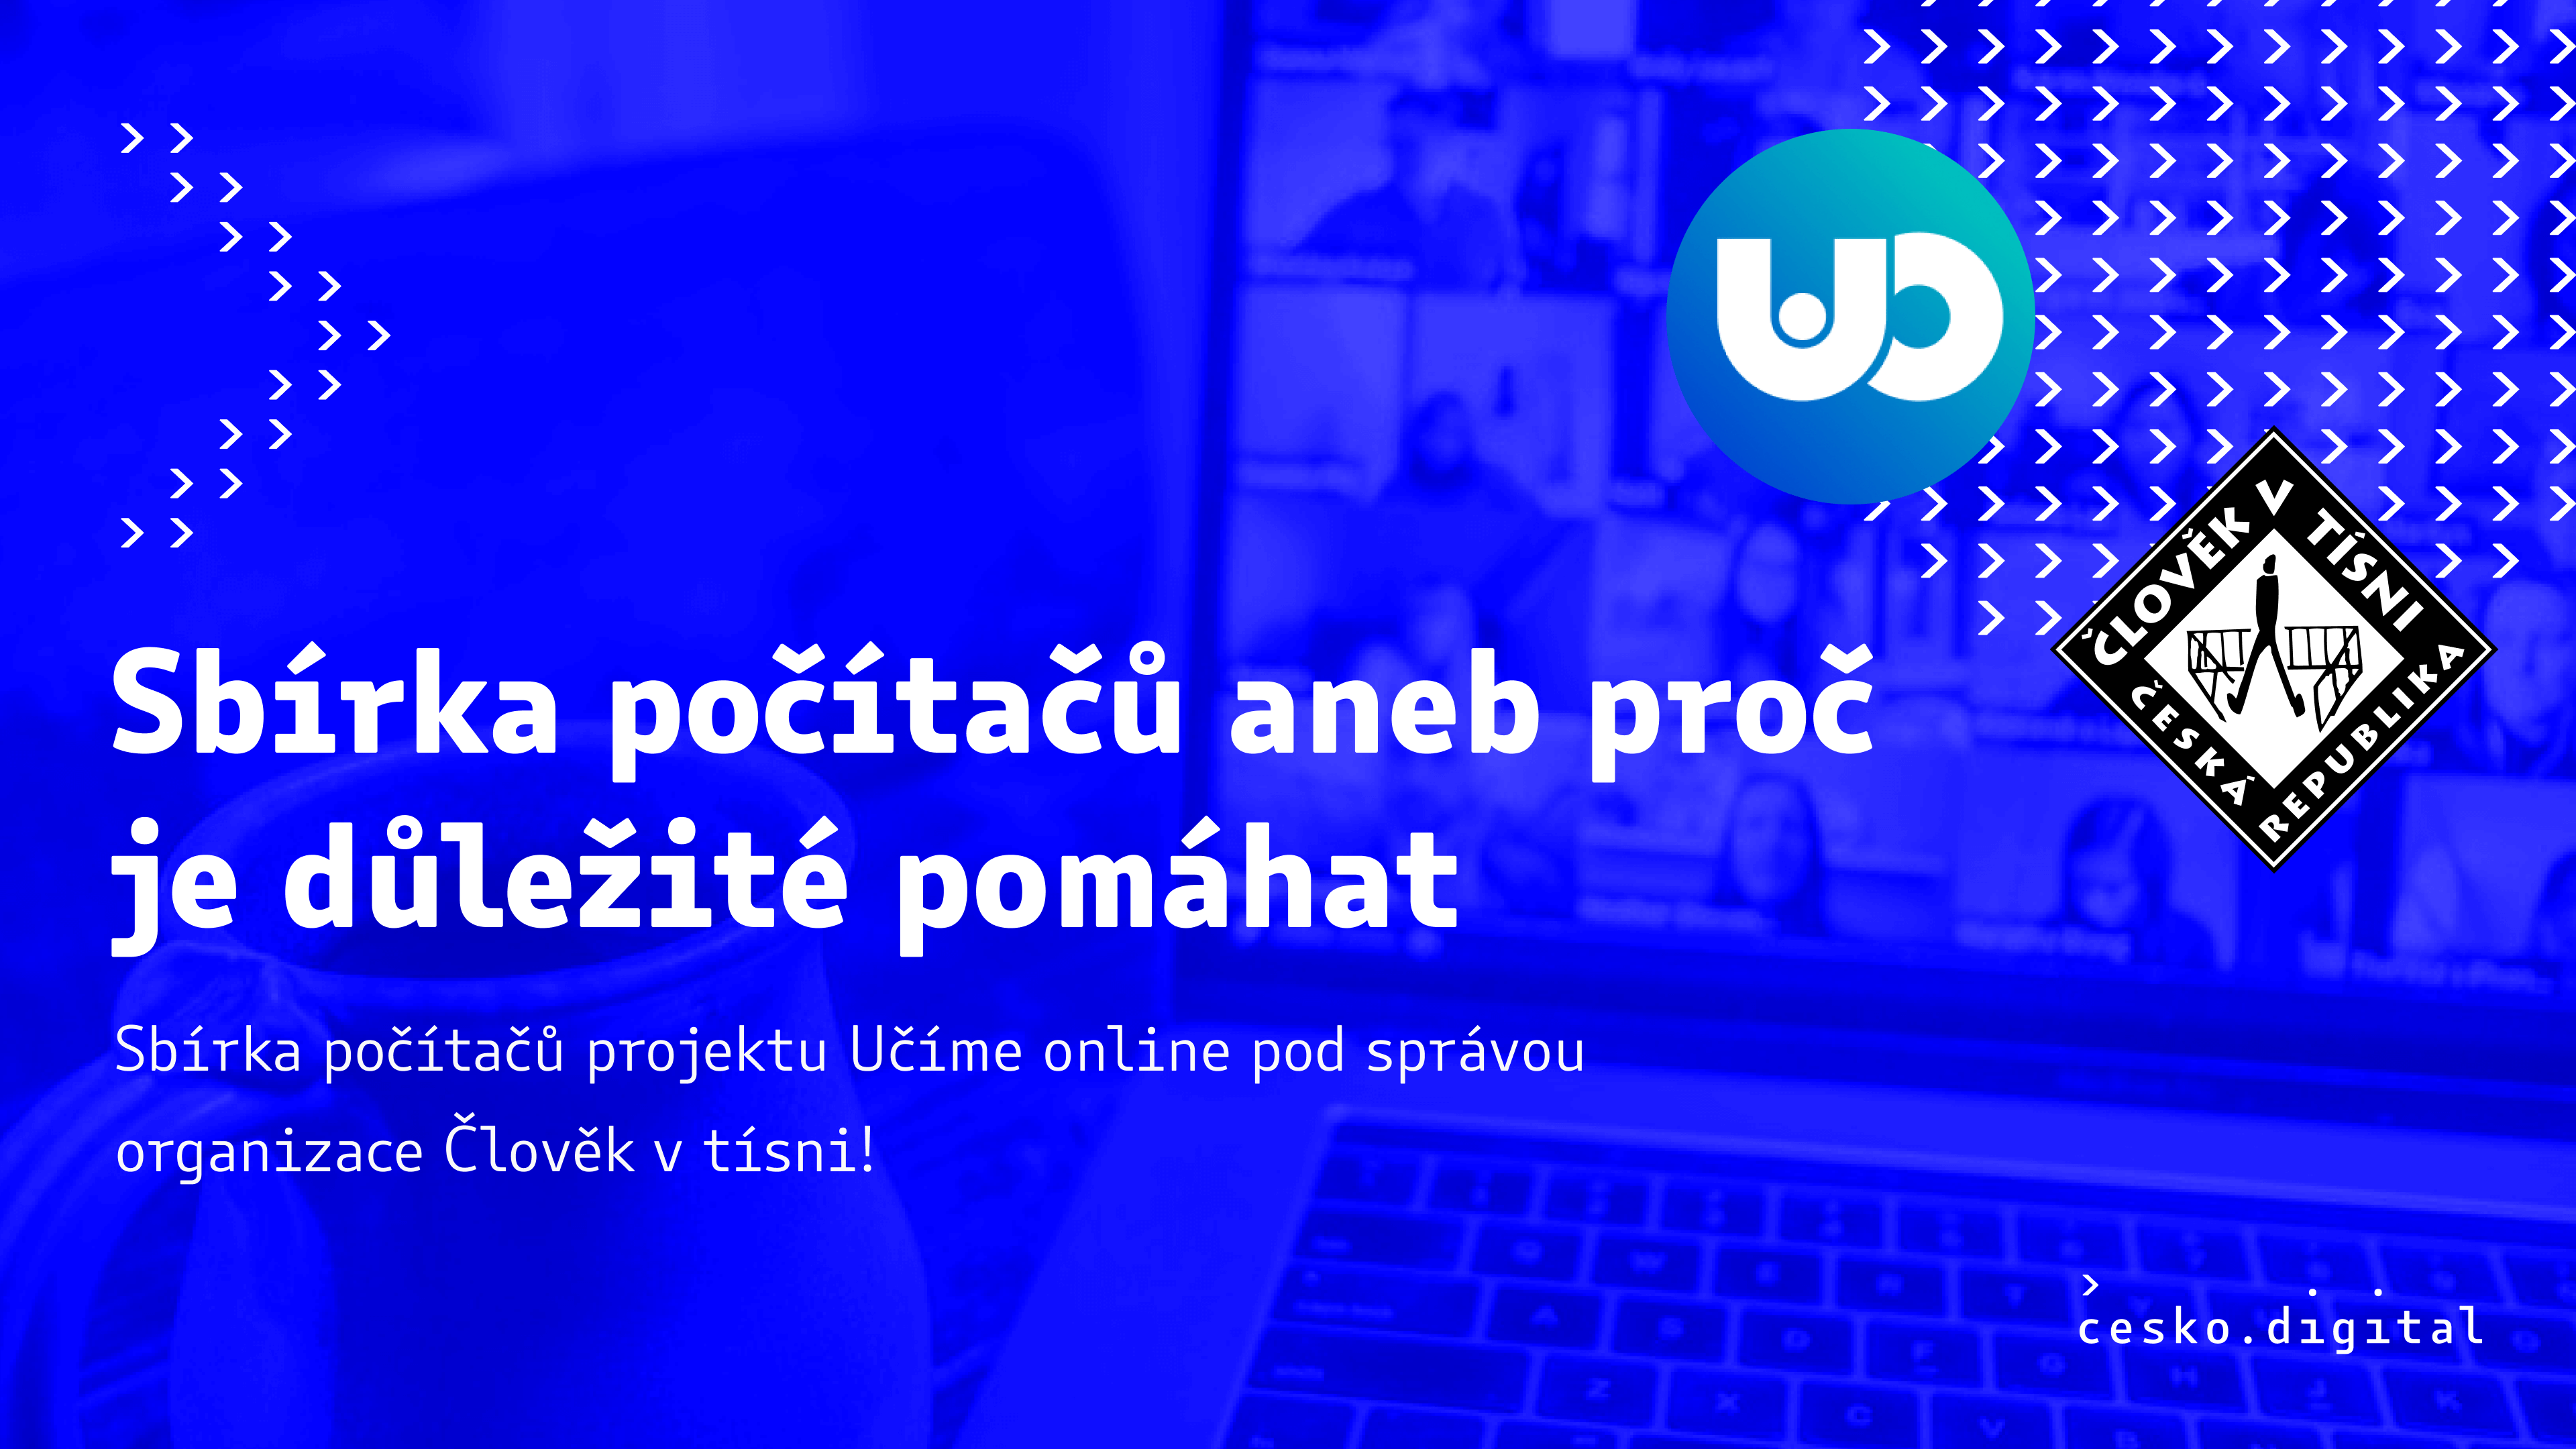 UO
ČLOVĚK V TÍSNI
ČESKÁ REPUBLIKA
Sbírka počítačů aneb proč
je důležité pomáhat
Sbírka počítačů projektu Učíme online pod správou
organizace Člověk v tísni!
cesko.digital